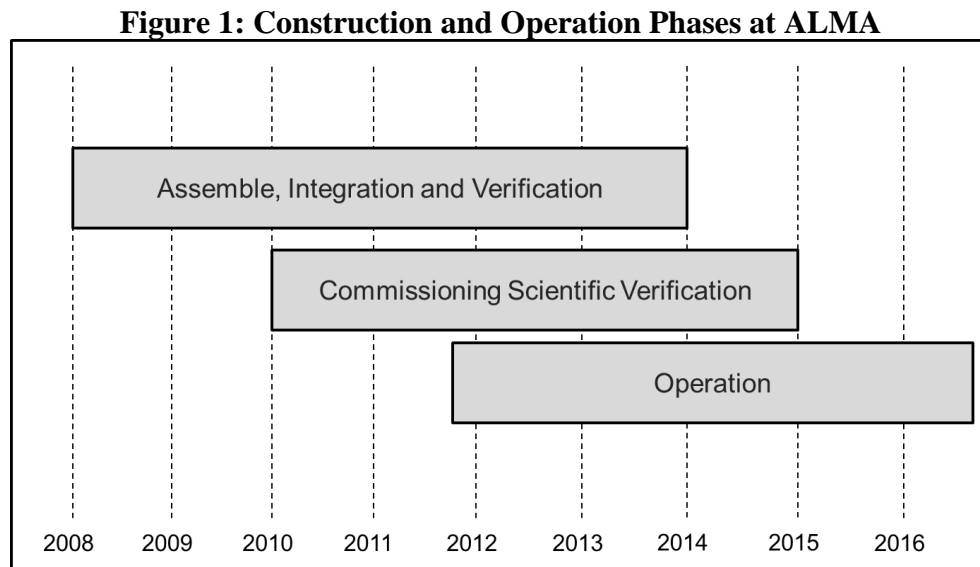 Figure 1: Construction and Operation Phases at ALMA
Assemble, Integration and Verification
Commissioning Scientific Verification
Operation
2008 2009 2010 2011 2012 2013 2014 2015 2016